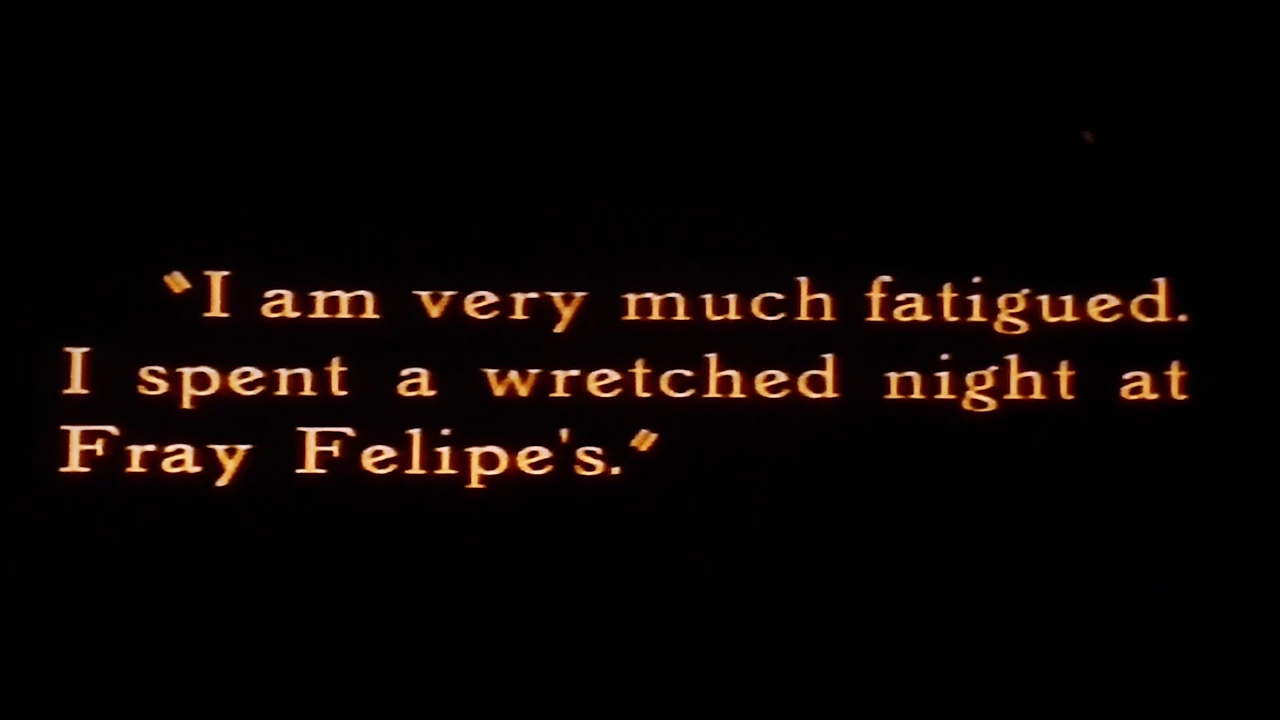 "I am very much fatigued.
I spent a wretched night at
Fray Felipe's."